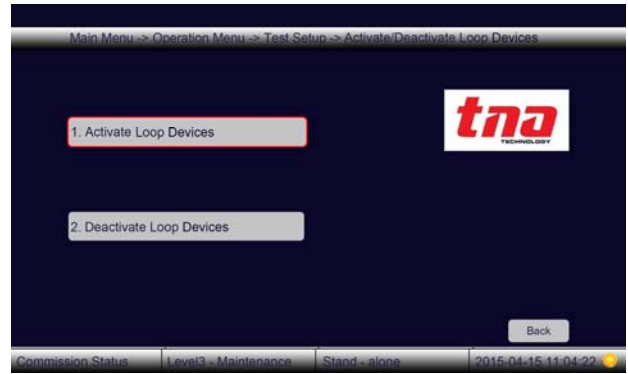 Main Menu -> Operation Menu -> Test Setup -> Activate/Deactivate Loop Devices
tna
TECHNOLOGY
1. Activate Loop Devices
2. Deactivate Loop Devices
Back
Commission Status Level3 - Maintenance Stand - alone 2015-04-15 11:04:22